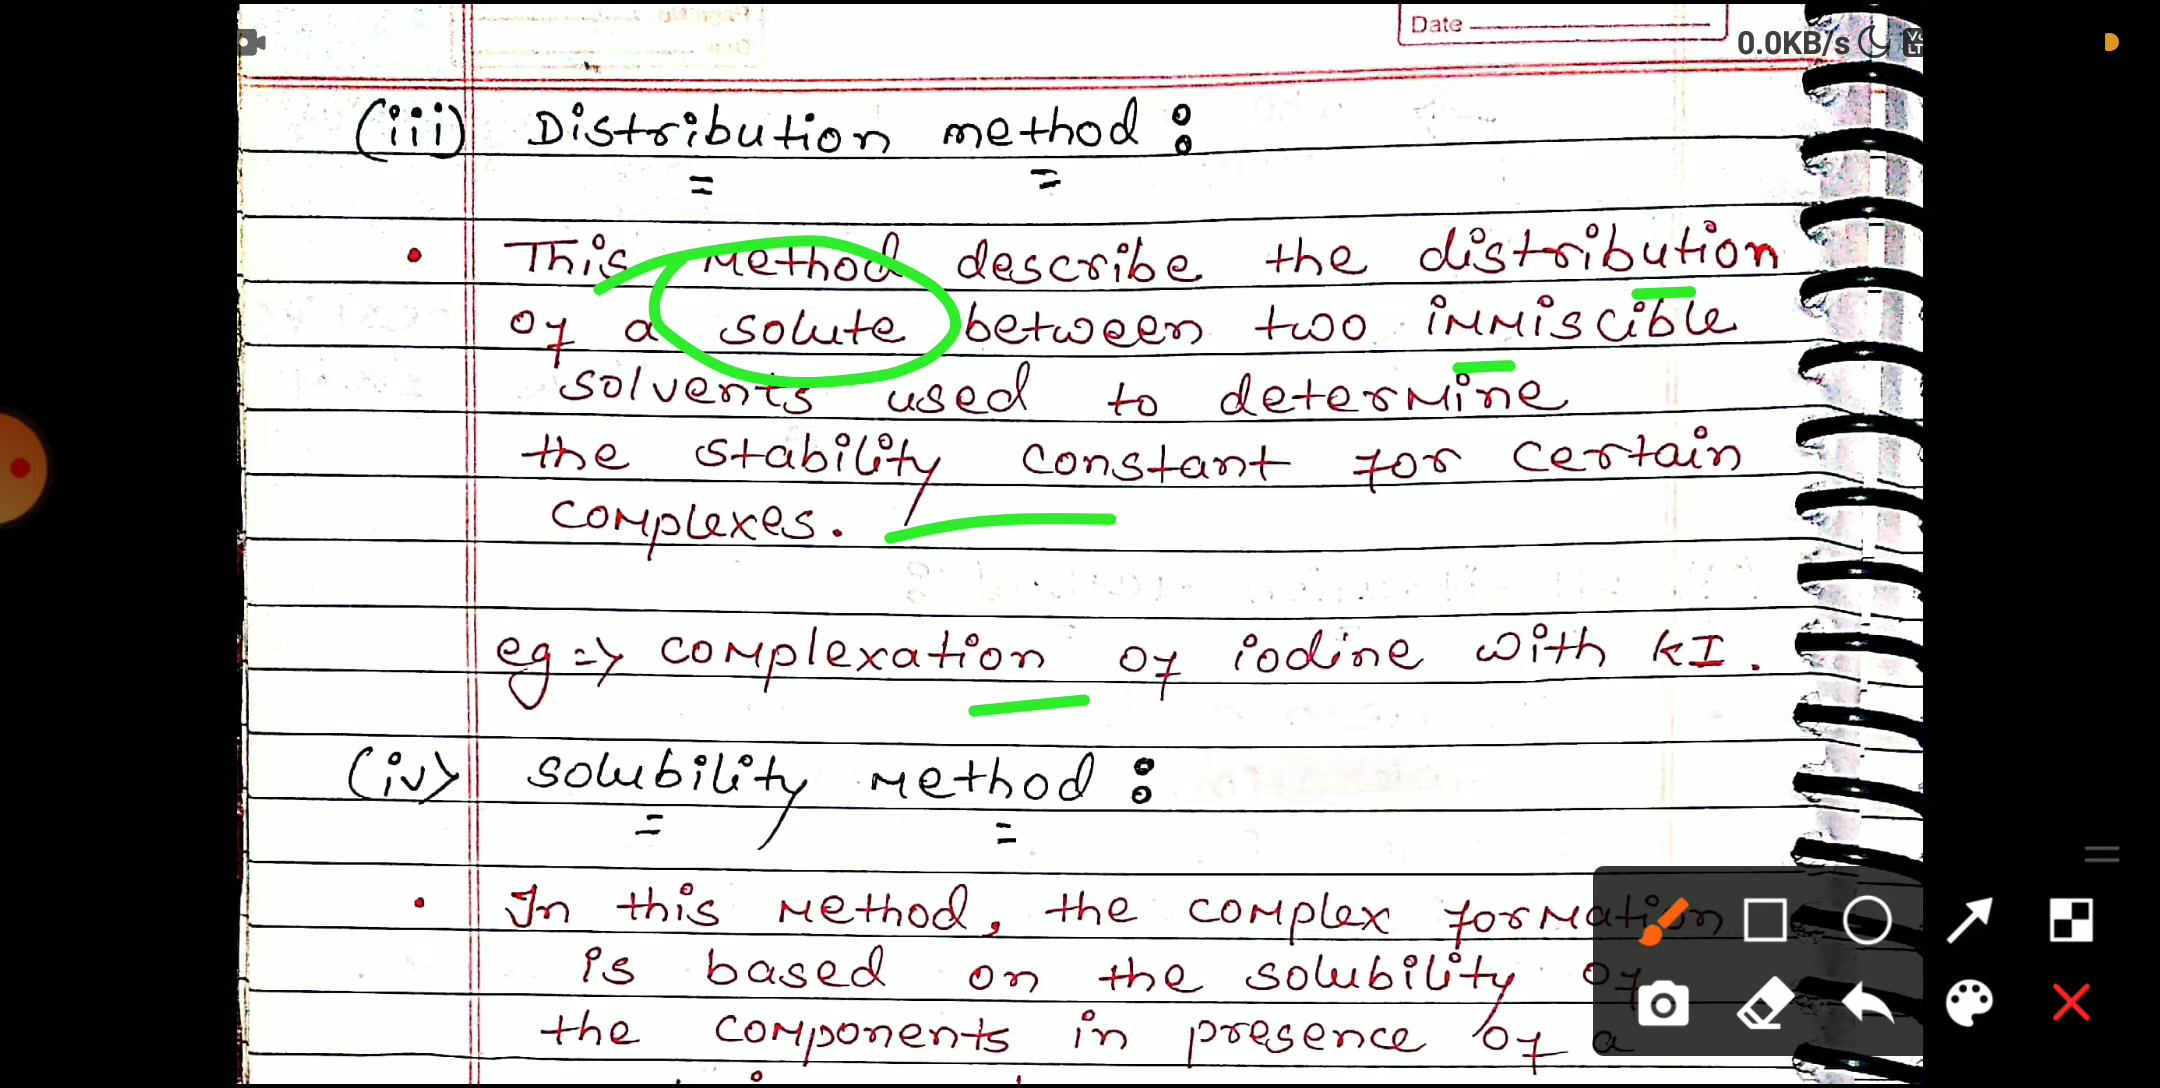 Date
0.0KB/s
(iii) Distribution method :
• This method describe the distribution
of a solute between two immiscible
solvents used to determine
the stability constant for certain
complexes.
eg => complexation of iodine with kI.
(iv) solubility method :
• In this method, the complex formation
is based on the solubility of
the components in presence of a